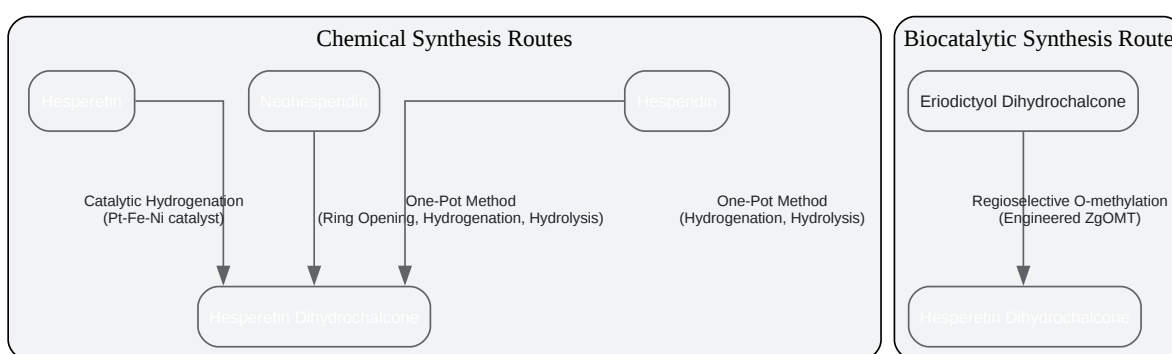 Chemical Synthesis Routes
Biocatalytic Synthesis Route
Hesperetin
Neohesperidin
Hesperidin
Eriodictyol Dihydrochalcone
Catalytic Hydrogenation
(Pt-Fe-Ni catalyst)
One-Pot Method
(Ring Opening, Hydrogenation, Hydrolysis)
One-Pot Method
(Hydrogenation, Hydrolysis)
Regioselective O-methylation
(Engineered ZgOMT)
Hesperetin Dihydrochalcone
Hesperetin Dihydrochalcone